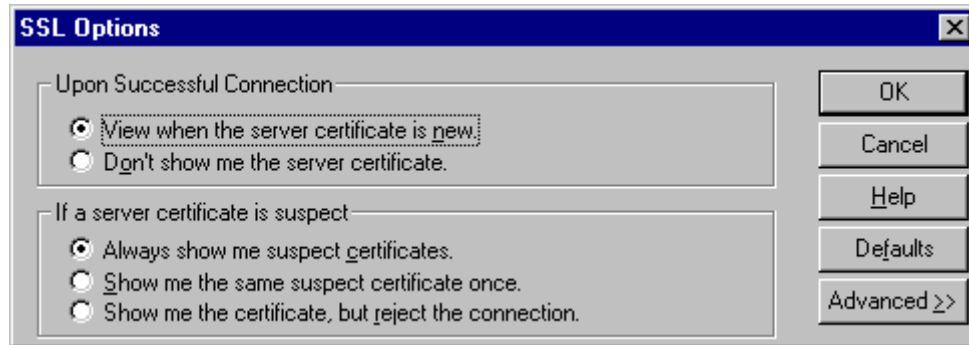 SSL Options
Upon Successful Connection
View when the server certificate is new.
Don't show me the server certificate.
If a server certificate is suspect
Always show me suspect certificates.
Show me the same suspect certificate once.
Show me the certificate, but reject the connection.
OK
Cancel
Help
Defaults
Advanced >>